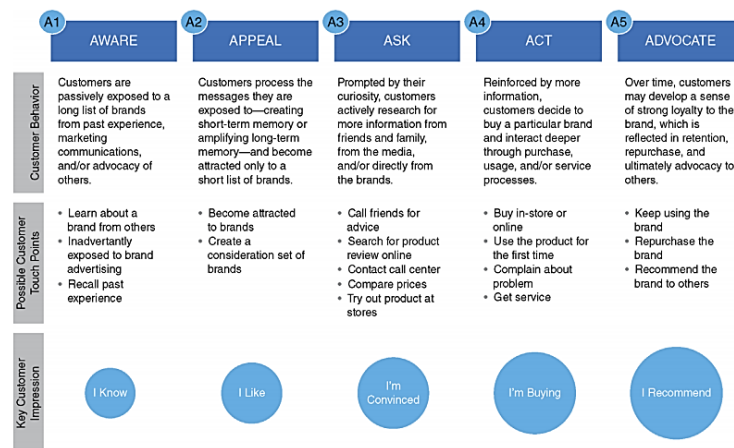 A1
AWARE
A2
APPEAL
A3
ASK
A4
ACT
A5
ADVOCATE
Customer Behavior
Customers are
passively exposed to a
long list of brands
from past experience,
marketing
communications,
and/or advocacy of
others.
Customers process the
messages they are
exposed to—creating
short-term memory or
amplifying long-term
memory—and become
attracted only to a
short list of brands.
Prompted by their
curiosity, customers
actively research for
more information from
friends and family,
from the media,
and/or directly from
the brands.
Reinforced by more
information,
customers decide to
buy a particular brand
and interact deeper
through purchase,
usage, and/or service
processes.
Over time, customers
may develop a sense
of strong loyalty to the
brand, which is
reflected in retention,
repurchase, and
ultimately advocacy to
others.
Possible Customer
Touch Points
• Learn about a
brand from others
• Inadvertently
exposed to brand
advertising
• Recall past
experience
• Become attracted
to brands
• Create a
consideration set of
brands
• Call friends for
advice
• Search for product
review online
• Contact call center
• Compare prices
• Try out product at
stores
• Buy in-store or
online
• Use the product for
the first time
• Complain about
problem
• Get service
• Keep using the
brand
• Repurchase the
brand
• Recommend the
brand to others
Key Customer
Impression
I Know
I Like
I'm
Convinced
I'm Buying
I Recommend